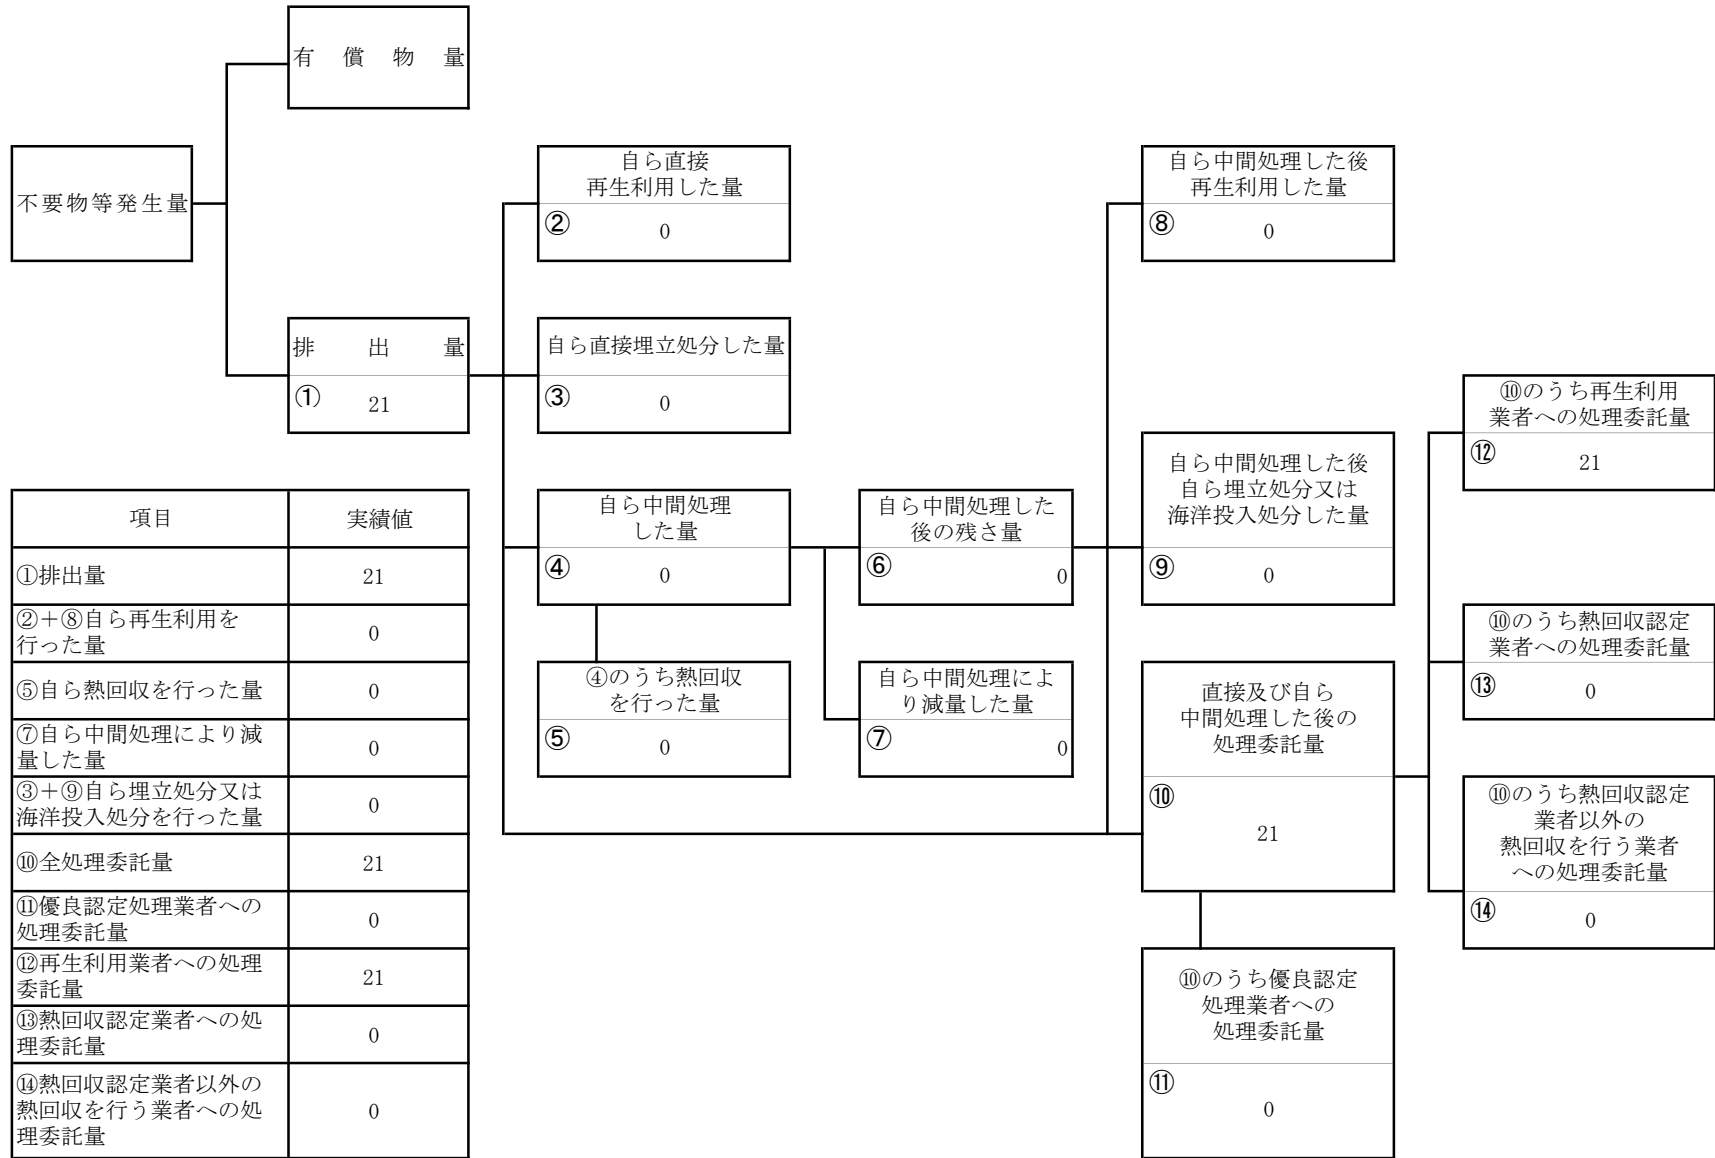 有償物量
不要物等発生量
自ら直接
再生利用した量
② 0
自ら中間処理した後
再生利用した量
⑧ 0
排出量
① 21
自ら直接埋立処分した量
③ 0
⑩のうち再生利用
業者への処理委託量
⑫ 21
自ら中間処理した後
自ら埋立処分又は
海洋投入処分した量
⑨ 0
自ら中間処理
した量
④ 0
自ら中間処理した
後の残さ量
⑥ 0
⑩のうち熱回収認定
業者への処理委託量
⑬ 0
④のうち熱回収
を行った量
⑤ 0
自ら中間処理によ
り減量した量
⑦ 0
直接及び自ら
中間処理した後の
処理委託量
⑩
21
⑩のうち熱回収認定
業者以外の
熱回収を行う業者
への処理委託量
⑭ 0
⑩のうち優良認定
処理業者への
処理委託量
⑪
0
項目 実績値
①排出量 21
②＋⑧自ら再生利用を
行った量 0
⑤自ら熱回収を行った量 0
⑦自ら中間処理により減
量した量 0
③＋⑨自ら埋立処分又は
海洋投入処分を行った量 0
⑩全処理委託量 21
⑪優良認定処理業者への
処理委託量 0
⑫再生利用業者への処理
委託量 21
⑬熱回収認定業者への処
理委託量 0
⑭熱回収認定業者以外の
熱回収を行う業者への処
理委託量 0